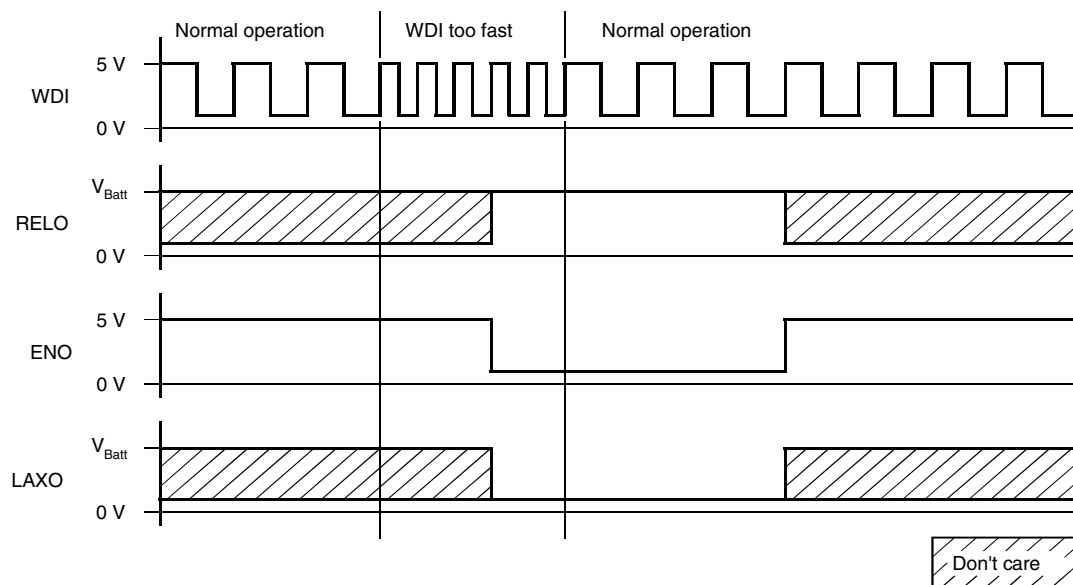 Normal operation WDI too fast Normal operation
5 V
WDI
0 V
VBatt
RELO
0 V
5 V
ENO
0 V
VBatt
LAXO
0 V
Don't care